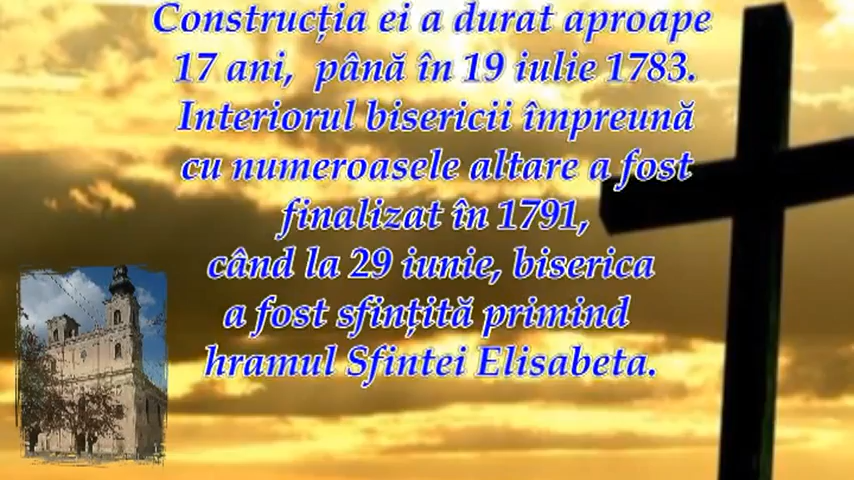 Construcția ei a durat aproape
17 ani, până în 19 iulie 1783.
Interiorul bisericii împreună
cu numeroasele altare a fost
finalizat în 1791,
când la 29 iunie, biserica
a fost sfințită primind
hramul Sfintei Elisabeta.